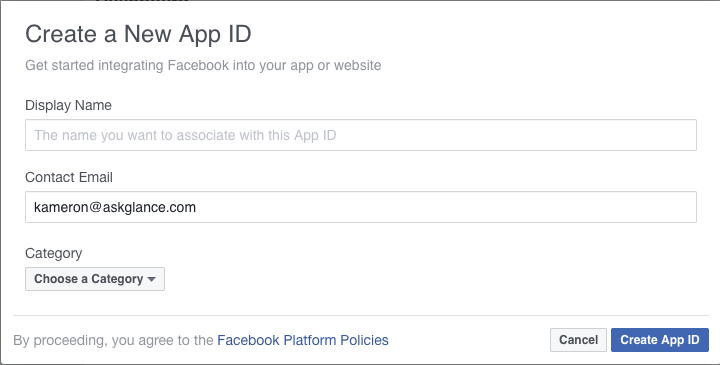 Create a New App ID
Get started integrating Facebook into your app or website
Display Name
The name you want to associate with this App ID
Contact Email
kameron@askglance.com
Category
Choose a Category
By proceeding, you agree to the Facebook Platform Policies
Cancel
Create App ID